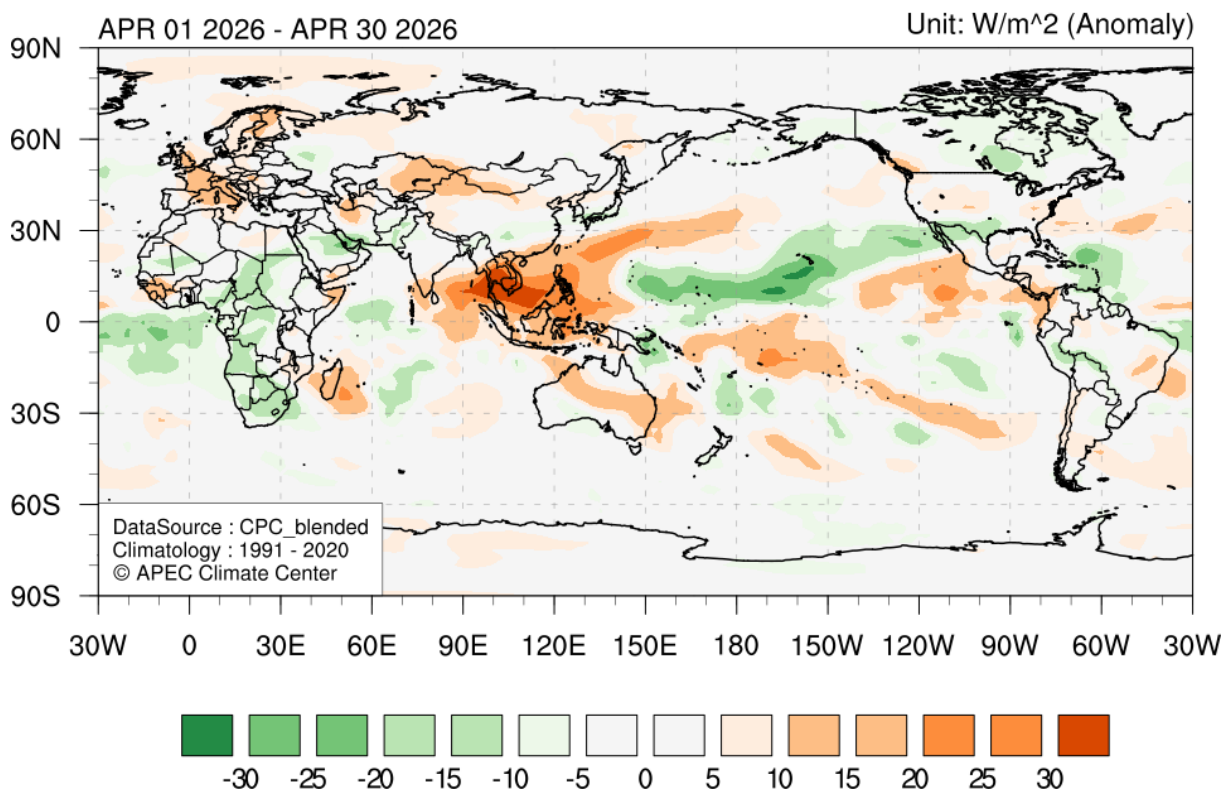 APR 01 2026 - APR 30 2026
Unit: W/m^2 (Anomaly)
90N
60N
30N
0
30S
60S
90S
DataSource : CPC_blended
Climatology : 1991 - 2020
© APEC Climate Center
30W 0 30E 60E 90E 120E 150E 180 150W 120W 90W 60W 30W
-30 -25 -20 -15 -10 -5 0 5 10 15 20 25 30